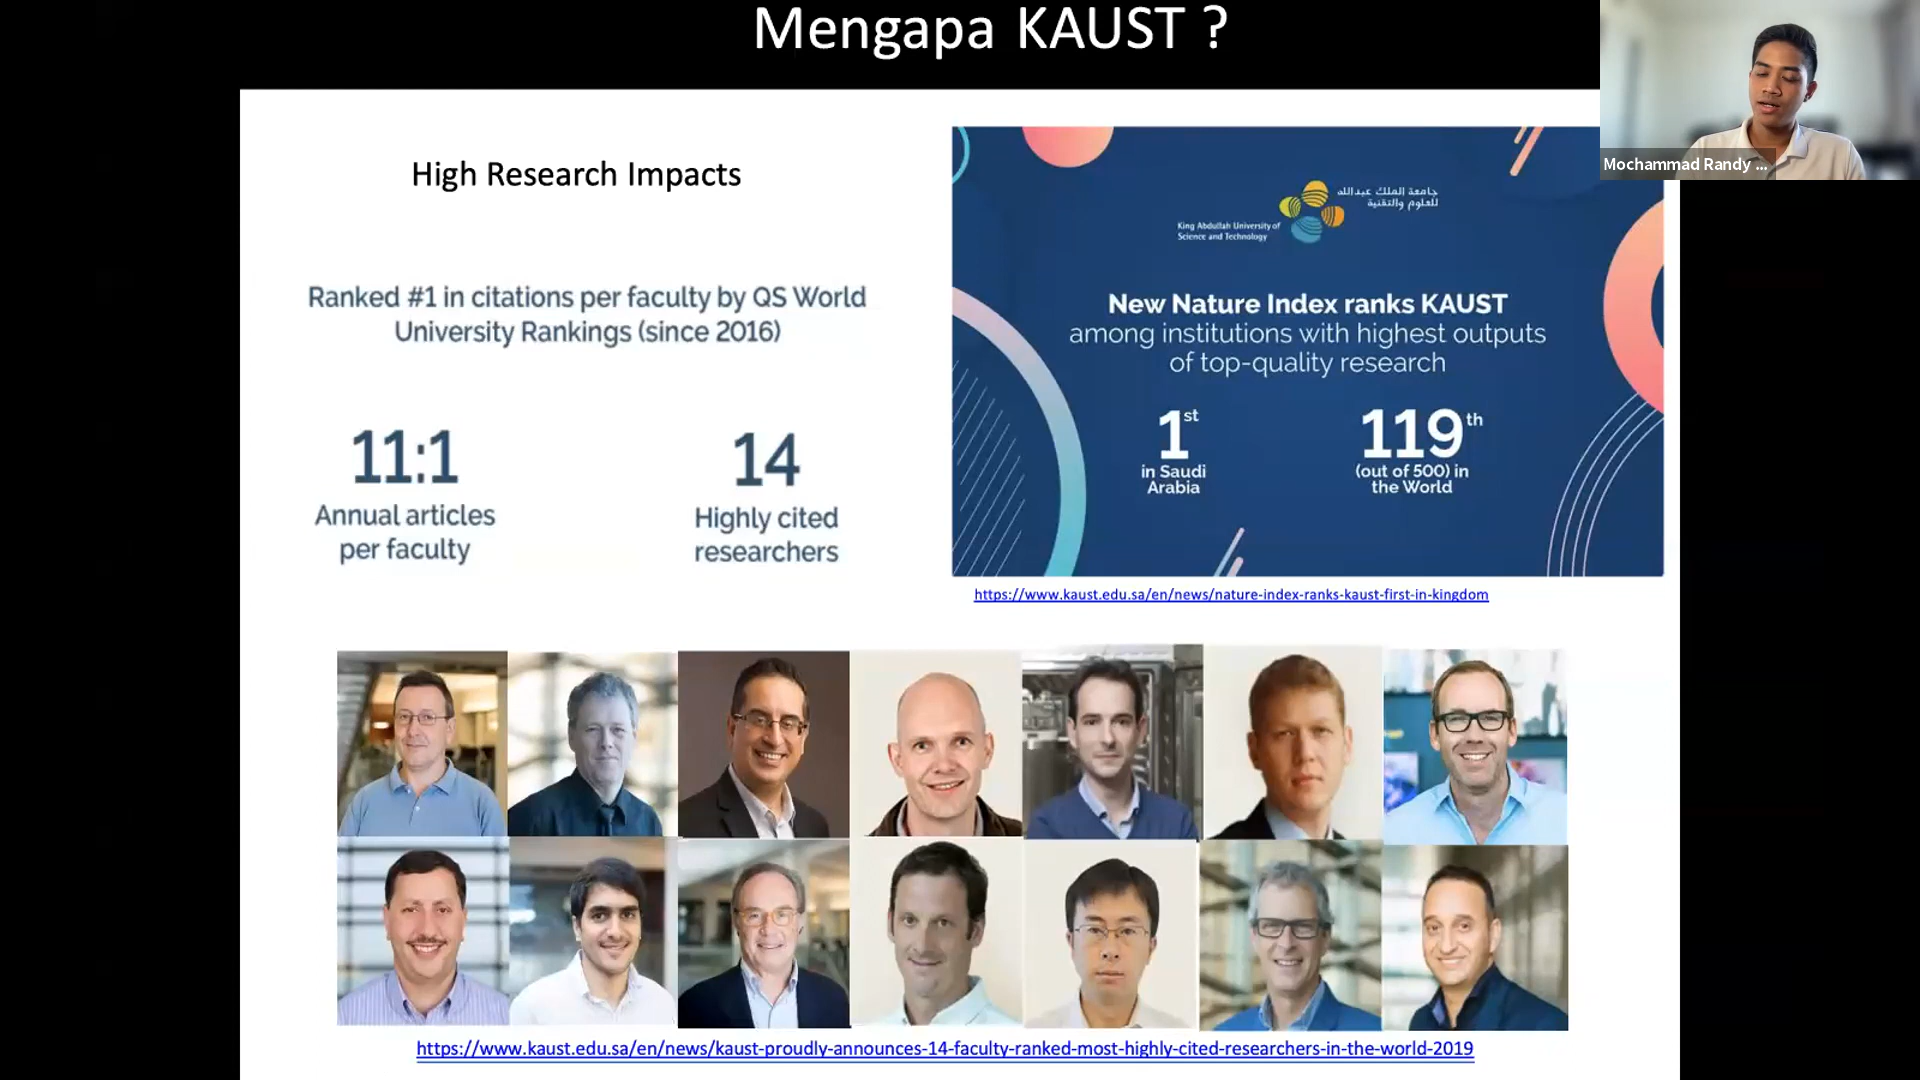 Mengapa KAUST ?
Mochammad Randy ...
High Research Impacts
Ranked #1 in citations per faculty by QS World
University Rankings (since 2016)
11:1
Annual articles
per faculty
14
Highly cited
researchers
جامعة الملك عبدالله
للعلوم والتقنية
King Abdullah University of
Science and Technology
New Nature Index ranks KAUST
among institutions with highest outputs
of top-quality research
1st
in Saudi
Arabia
119th
(out of 500) in
the World
https://www.kaust.edu.sa/en/news/nature-index-ranks-kaust-first-in-kingdom
https://www.kaust.edu.sa/en/news/kaust-proudly-announces-14-faculty-ranked-most-highly-cited-researchers-in-the-world-2019